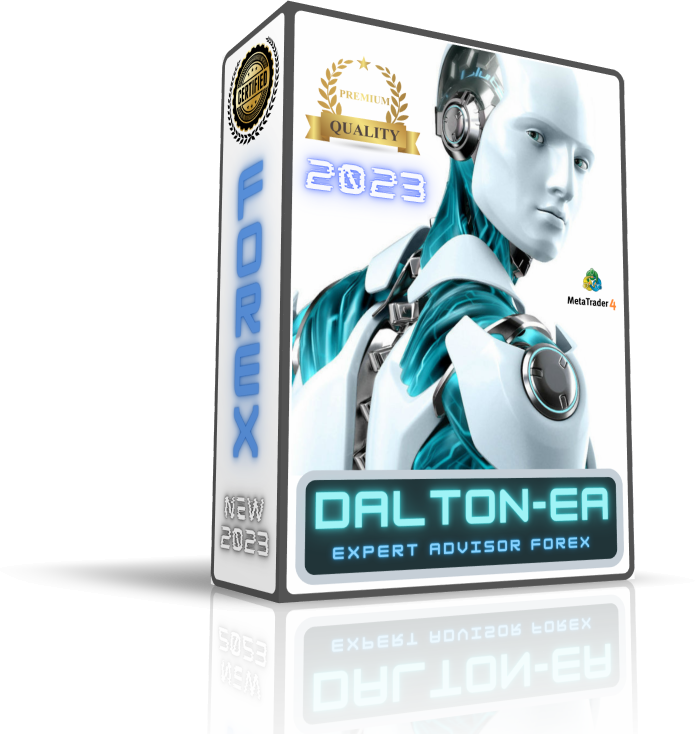 CERTIFIED
FOREX
NEW
2023
PREMIUM
QUALITY
2023
MetaTrader 4
DALTON-EA
EXPERT ADVISOR FOREX